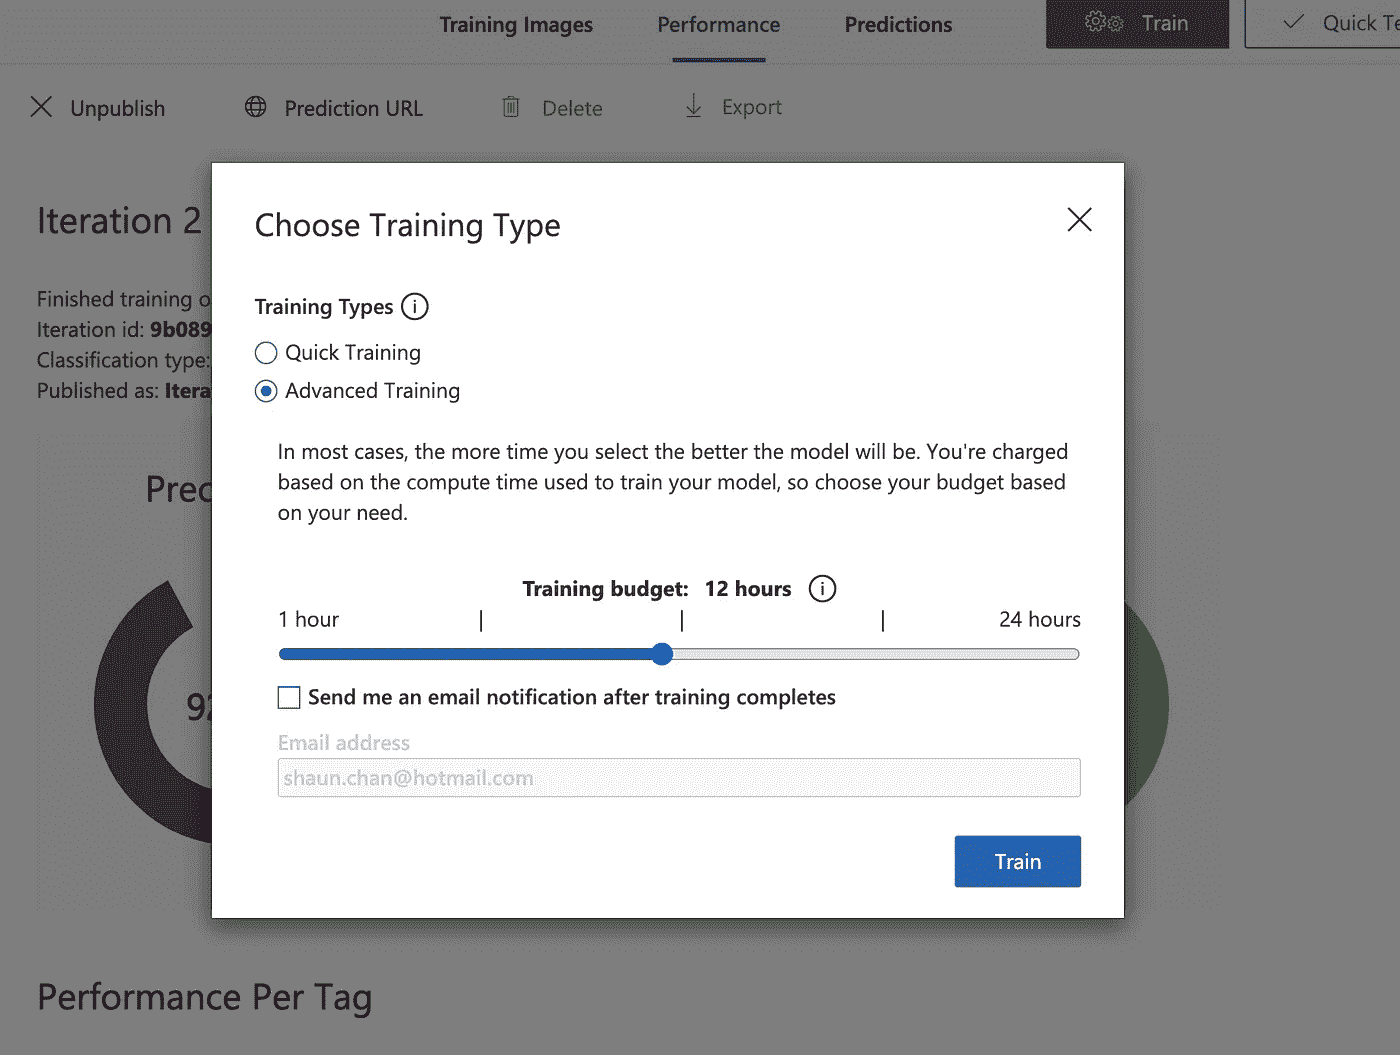 Training Images Performance Predictions Train Quick
Unpublish Prediction URL Delete Export
Iteration 2
Choose Training Type
Finished training
Iteration id: 9b089
Classification type:
Published as:
Training Types
Quick Training
Advanced Training
In most cases, the more time you select the better the model will be. You're charged
based on the compute time used to train your model, so choose your budget based
on your need.
Training budget: 12 hours
1 hour 24 hours
Send me an email notification after training completes
Email address
shaun.chan@hotmail.com
Train
Performance Per Tag